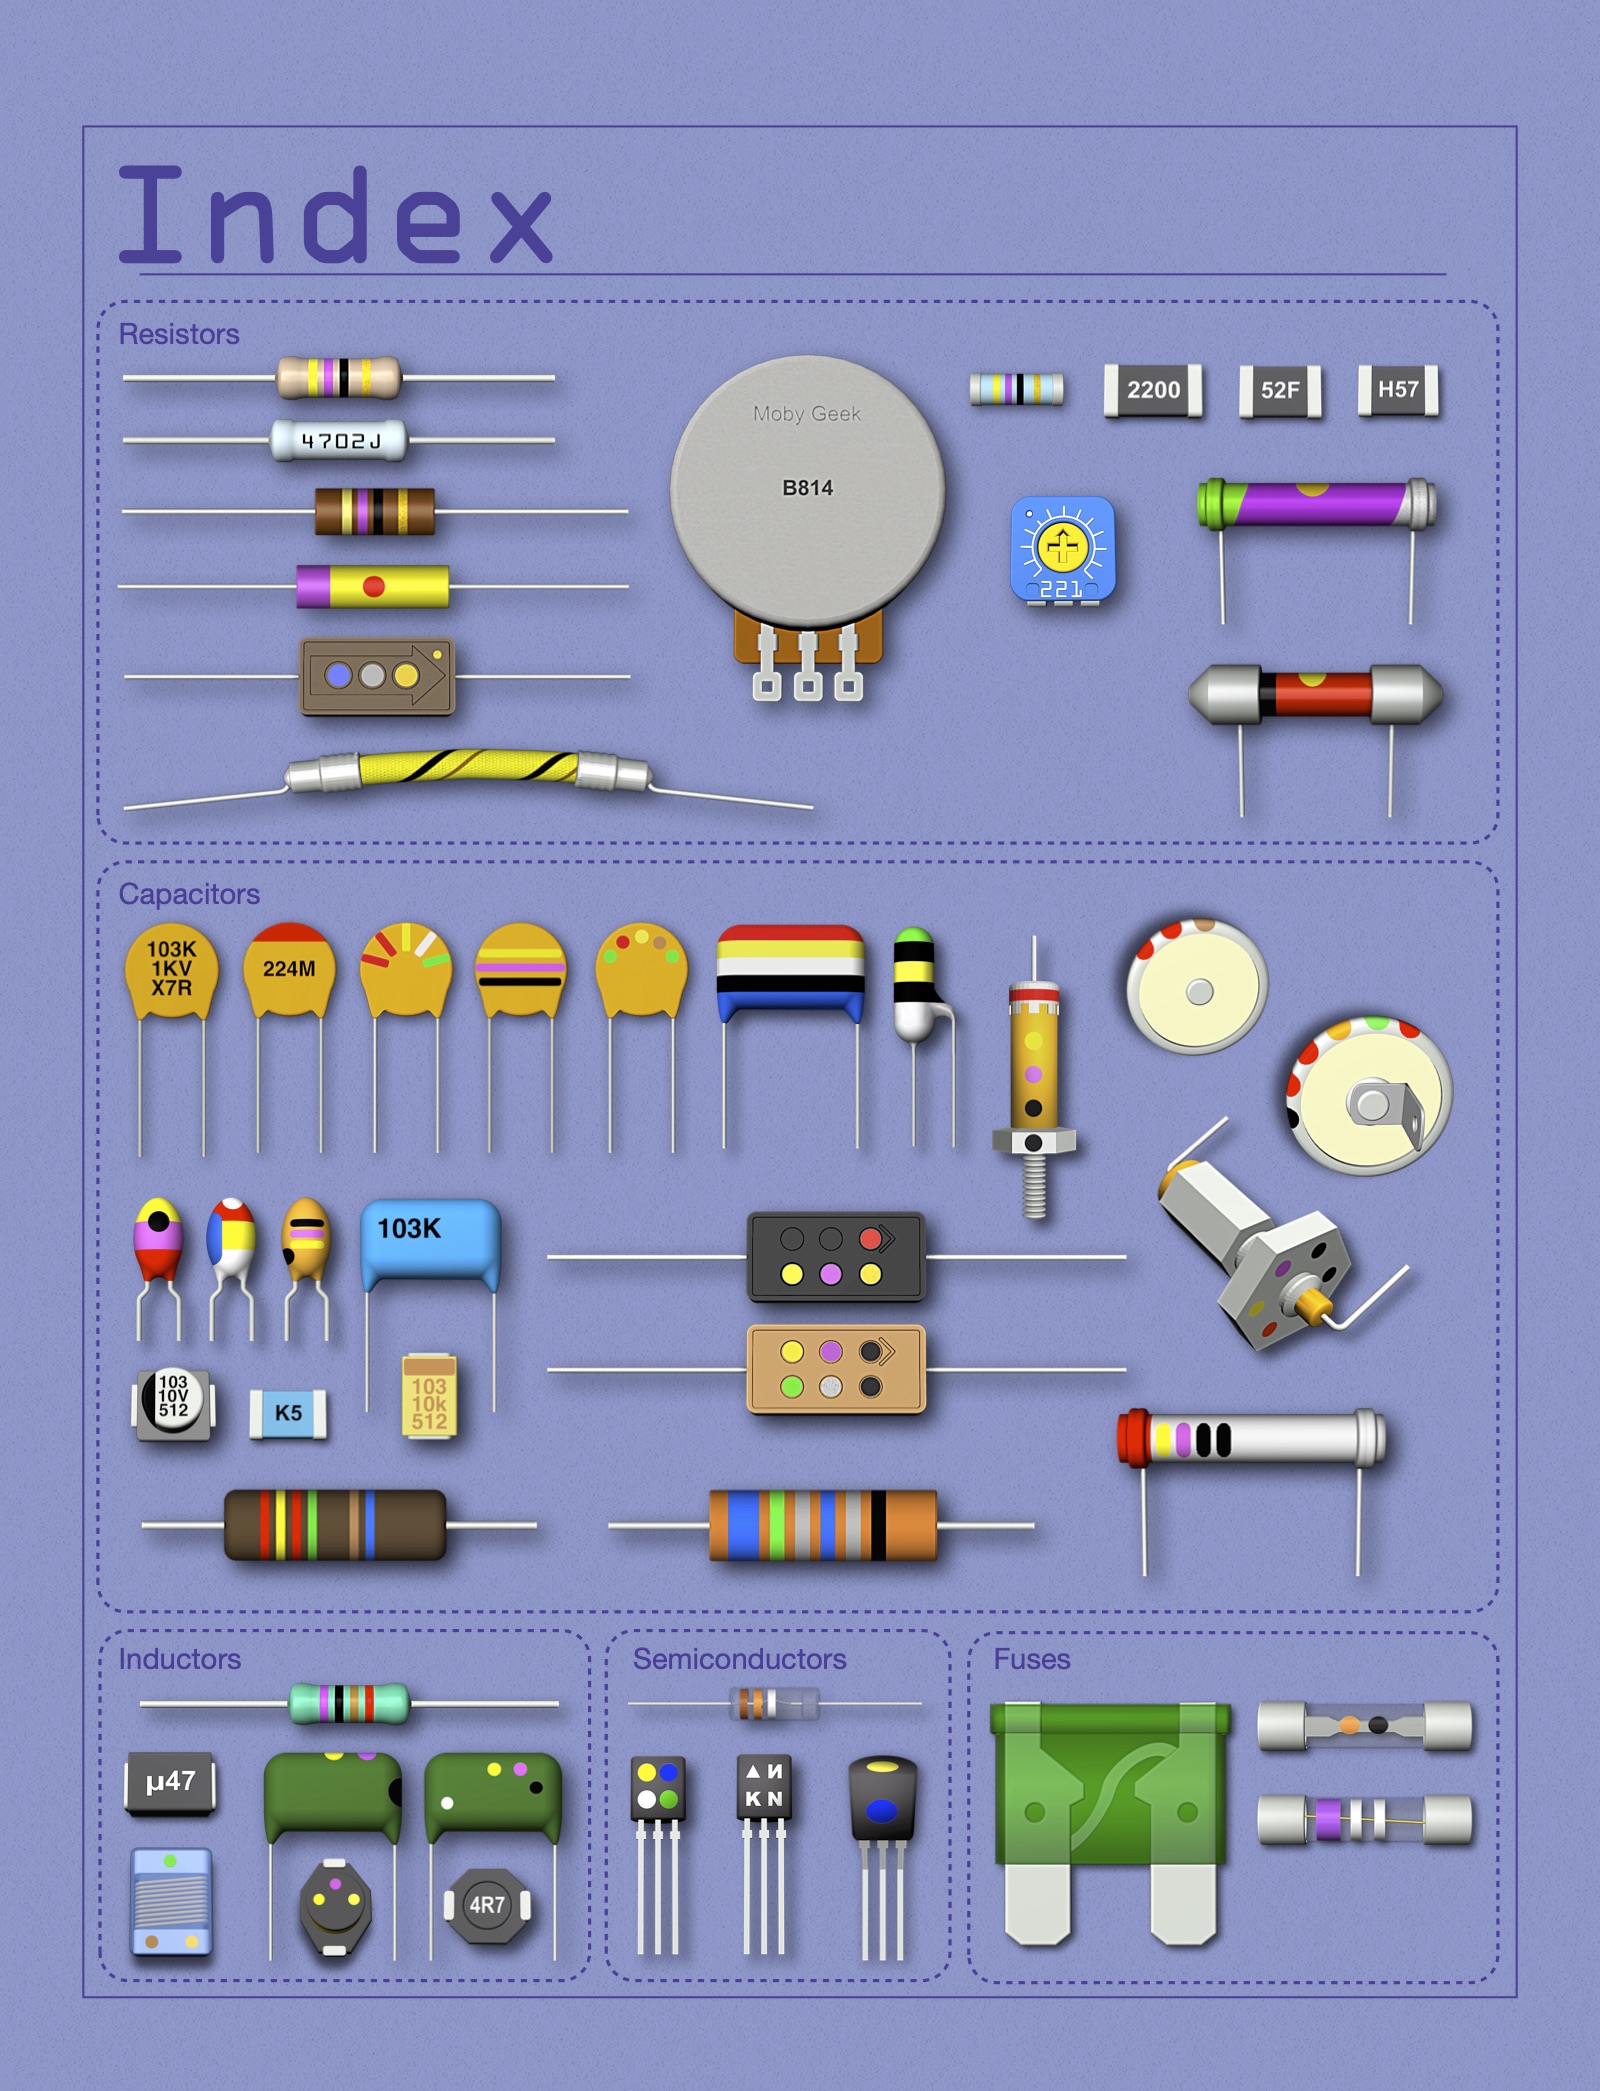 Index
Resistors
4702J
Moby Geek
B814
2200
52F
H57
221
Capacitors
103K
1KV
X7R
224M
103K
103
10V
512
K5
103
10k
512
Inductors
µ47
4R7
Semiconductors
▲ И
K N
Fuses